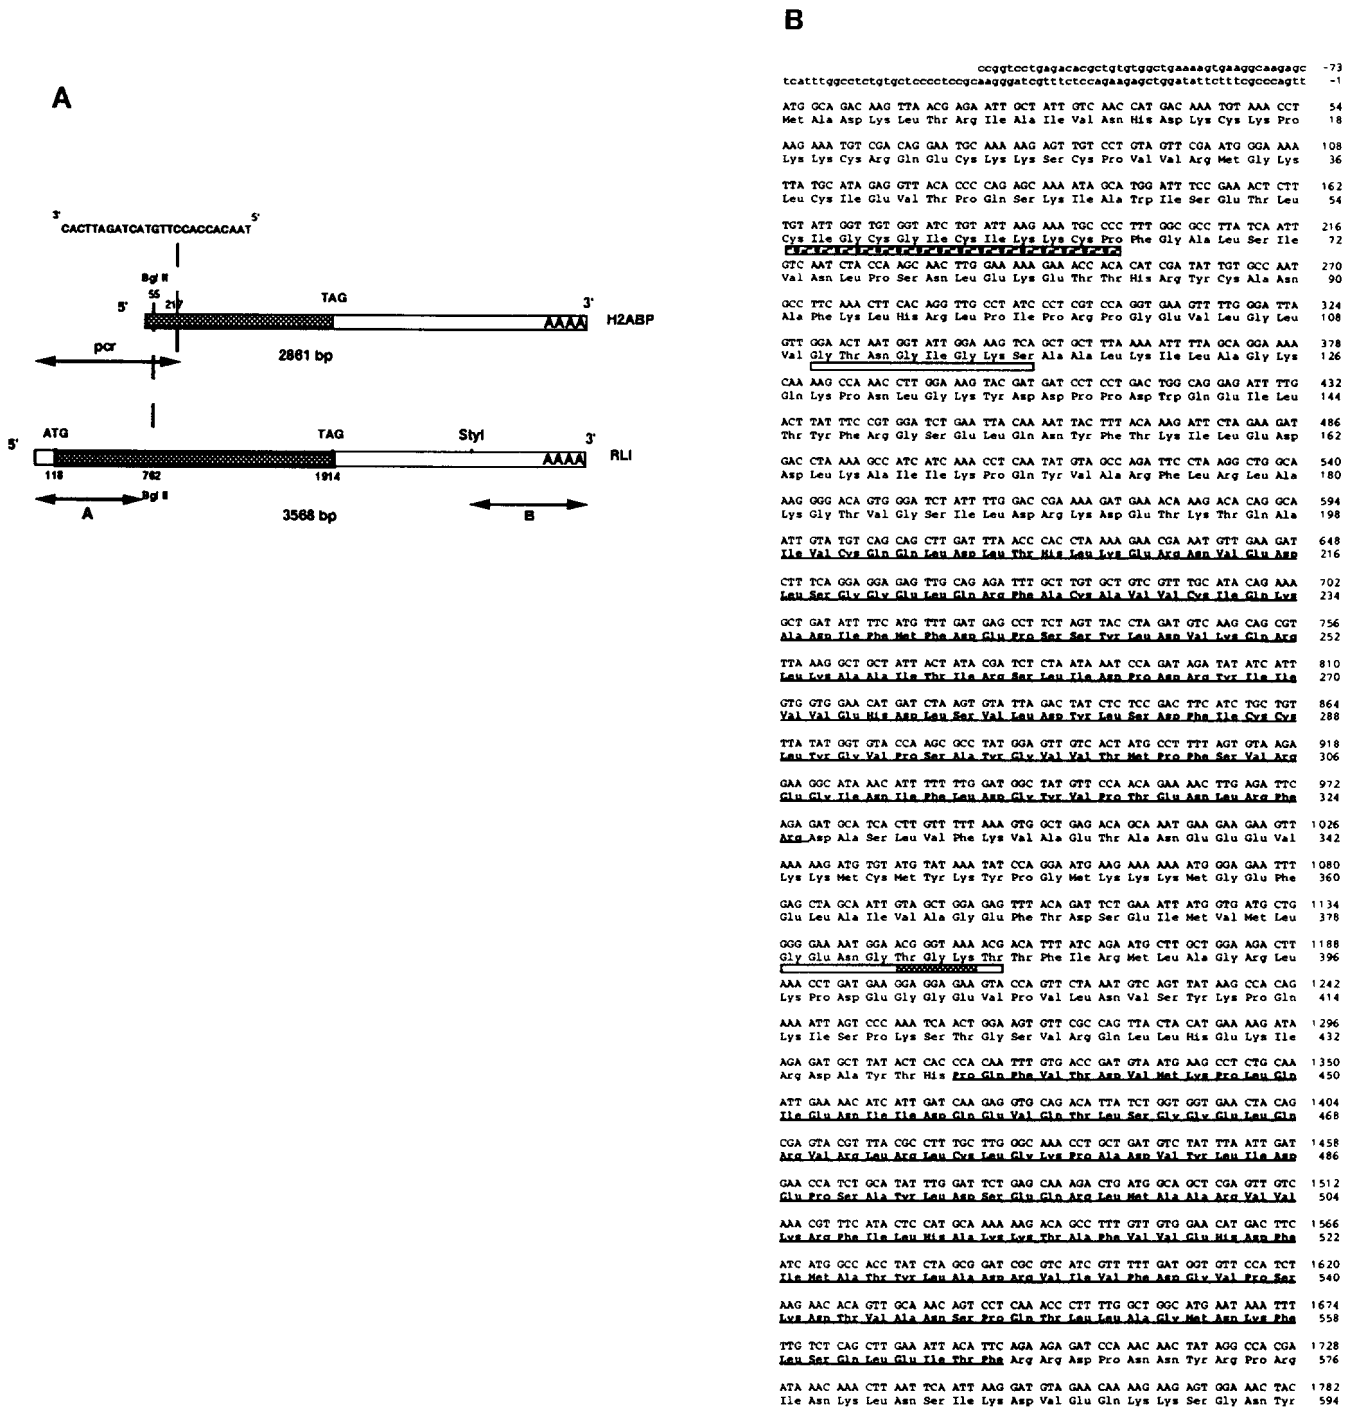 A
3' CACTTAGATCATGTTCCACCACAAT 5'
Bgl II
55
217
5'
TAG
3'
AAAA
H2ABP
pcr
2861 bp
5'
ATG
TAG
StyI
3'
AAAA
RLI
118
762
1914
Bgl II
A
3568 bp
B
B
ccggtcctgagacacgctgtgtggctgaaaagtgaaggcaagagc -73
tcatttggcctctgtgctcccctccgcaagggatcgtttctccagaagagctggatattctttcgcccagtt -1
ATG GCA GAC AAG TTA ACG AGA ATT GCT ATT GTC AAC CAT GAC AAA TGT AAA CCT 54
Met Ala Asp Lys Leu Thr Arg Ile Ala Ile Val Asn His Asp Lys Cys Lys Pro 18
AAG AAA TGT CGA CAG GAA TGC AAA AAG AGT TGT CCT GTA GTT CGA ATG GGA AAA 108
Lys Lys Cys Arg Gln Glu Cys Lys Lys Ser Cys Pro Val Val Arg Met Gly Lys 36
TTA TGC ATA GAG GTT ACA CCC CAG AGC AAA ATA GCA TGG ATT TCC GAA ACT CTT 162
Leu Cys Ile Glu Val Thr Pro Gln Ser Lys Ile Ala Trp Ile Ser Glu Thr Leu 54
TGT ATT GGT TGT GGT ATC TGT ATT AAG AAA TGC CCC TTT GGC GCC TTA TCA ATT 216
Cys Ile Gly Cys Gly Ile Cys Ile Lys Lys Cys Pro Phe Gly Ala Leu Ser Ile 72
GTC AAT CTA CCA AGC AAC TTG GAA AAA GAA ACC ACA CAT CGA TAT TGT GCC AAT 270
Val Asn Leu Pro Ser Asn Leu Glu Lys Glu Thr Thr His Arg Tyr Cys Ala Asn 90
GCC TTC AAA CTT CAC AGG TTG CCT ATC CCT CGT CCA GGT GAA GTT TTG GGA TTA 324
Ala Phe Lys Leu His Arg Leu Pro Ile Pro Arg Pro Gly Glu Val Leu Gly Leu 108
GTT GGA ACT AAT GGT ATT GGA AAG TCA GCT GCT TTA AAA ATT TTA GCA GGA AAA 378
Val Gly Thr Asn Gly Ile Gly Lys Ser Ala Ala Leu Lys Ile Leu Ala Gly Lys 126
CAA AAG CCA AAC CTT GGA AAG TAC GAT GAT CCT CCT GAC TGG CAG GAG ATT TTG 432
Gln Lys Pro Asn Leu Gly Lys Tyr Asp Asp Pro Pro Asp Trp Gln Glu Ile Leu 144
ACT TAT TTC CGT GGA TCT GAA TTA CAA AAT TAC TTT ACA AAG ATT CTA GAA GAT 486
Thr Tyr Phe Arg Gly Ser Glu Leu Gln Asn Tyr Phe Thr Lys Ile Leu Glu Asp 162
GAC CTA AAA GCC ATC ATC AAA CCT CAA TAT GTA GCC AGA TTC CTA AGG CTG GCA 540
Asp Leu Lys Ala Ile Ile Lys Pro Gln Tyr Val Ala Arg Phe Leu Arg Leu Ala 180
AAG GGG ACA GTG GGA TCT ATT TTG GAC CGA AAA GAT GAA ACA AAG ACA CAG GCA 594
Lys Gly Thr Val Gly Ser Ile Leu Asp Arg Lys Asp Glu Thr Lys Thr Gln Ala 198
ATT GTA TGT CAG CAG CTT GAT TTA ACC CAC CTA AAA GAA CGA AAT GTT GAA GAT 648
Ile Val Cys Gln Gln Leu Asp Leu Thr His Leu Lys Glu Arg Asn Val Glu Asp 216
CTT TCA GGA GGA GAG TTG CAG AGA TTT GCT TGT GCT GTC GTT TGC ATA CAG AAA 702
Leu Ser Gly Gly Glu Leu Gln Arg Phe Ala Cys Ala Val Val Cys Ile Gln Lys 234
GCT GAT ATT TTC ATG TTT GAT GAG CCT TCT AGT TAC CTA GAT GTC AAG CAG CGT 756
Ala Asp Ile Phe Met Phe Asp Glu Pro Ser Ser Tyr Leu Asp Val Lys Gln Arg 252
TTA AAG GCT GCT ATT ACT ATA CGA TCT CTA ATA AAT CCA GAT AGA TAT ATC ATT 810
Leu Lys Ala Ala Ile Thr Ile Arg Ser Leu Ile Asn Pro Asp Arg Tyr Ile Ile 270
GTG GTG GAA CAT GAT CTA AGT GTA TTA GAC TAT CTC TCC GAC TTC ATC TGC TGT 864
Val Val Glu His Asp Leu Ser Val Leu Asp Tyr Leu Ser Asp Phe Ile Cys Cys 288
TTA TAT GGT GTA CCA AGC GCC TAT GGA GTT GTC ACT ATG CCT TTT AGT GTA AGA 918
Leu Tyr Gly Val Pro Ser Ala Tyr Gly Val Val Thr Met Pro Phe Ser Val Arg 306
GAA GGC ATA AAC ATT TTT TTG GAT GGC TAT GTT CCA ACA GAA AAC TTG AGA TTC 972
Glu Gly Ile Asn Ile Phe Leu Asp Gly Tyr Val Pro Thr Glu Asn Leu Arg Phe 324
AGA GAT GCA TCA CTT GTT TTT AAA GTG GCT GAG ACA GCA AAT GAA GAA GAA GTT 1026
Arg Asp Ala Ser Leu Val Phe Lys Val Ala Glu Thr Ala Asn Glu Glu Glu Val 342
AAA AAG ATG TGT ATG TAT AAA TAT CCA GGA ATG AAG AAA AAA ATG GGA GAA TTT 1080
Lys Lys Met Cys Met Tyr Lys Tyr Pro Gly Met Lys Lys Lys Met Gly Glu Phe 360
GAG CTA GCA ATT GTA GCT GGA GAG TTT ACA GAT TCT GAA ATT ATG GTG ATG CTG 1134
Glu Leu Ala Ile Val Ala Gly Glu Phe Thr Asp Ser Glu Ile Met Val Met Leu 378
GGG GAA AAT GGA ACG GGT AAA ACG ACA TTT ATC AGA ATG CTT GCT GGA AGA CTT 1188
Gly Glu Asn Gly Thr Gly Lys Thr Thr Phe Ile Arg Met Leu Ala Gly Arg Leu 396
AAA CCT GAT GAA GGA GGA GAA GTA CCA GTT CTA AAT GTC AGT TAT AAG CCA CAG 1242
Lys Pro Asp Glu Gly Gly Glu Val Pro Val Leu Asn Val Ser Tyr Lys Pro Gln 414
AAA ATT AGT CCC AAA TCA ACT GGA AGT GTT CGC CAG TTA CTA CAT GAA AAG ATA 1296
Lys Ile Ser Pro Lys Ser Thr Gly Ser Val Arg Gln Leu Leu His Glu Lys Ile 432
AGA GAT GCT TAT ACT CAC CCA CAA TTT GTG ACC GAT GTA ATG AAG CCT CTG CAA 1350
Arg Asp Ala Tyr Thr His Pro Gln Phe Val Thr Asp Val Met Lys Pro Leu Gln 450
ATT GAA AAC ATC ATT GAT CAA GAG GTG CAG ACA TTA TCT GGT GGT GAA CTA CAG 1404
Ile Glu Asn Ile Ile Asp Gln Glu Val Gln Thr Leu Ser Gly Gly Glu Leu Gln 468
CGA GTA CGT TTA CGC CTT TGC TTG GGC AAA CCT GCT GAT GTC TAT TTA ATT GAT 1458
Arg Val Arg Leu Arg Leu Cys Leu Gly Lys Pro Ala Asp Val Tyr Leu Ile Asp 486
GAA CCA TCT GCA TAT TTG GAT TCT GAG CAA AGA CTG ATG GCA GCT CGA GTT GTC 1512
Glu Pro Ser Ala Tyr Leu Asp Ser Glu Gln Arg Leu Met Ala Ala Arg Val Val 504
AAA CGT TTC ATA CTC CAT GCA AAA AAG ACA GCC TTT GTT GTG GAA CAT GAC TTC 1566
Lys Arg Phe Ile Leu His Ala Lys Lys Thr Ala Phe Val Val Glu His Asp Phe 522
ATC ATG GCC ACC TAT CTA GCG GAT CGC GTC ATC GTT TTT GAT GGT GTT CCA TCT 1620
Ile Met Ala Thr Tyr Leu Ala Asp Arg Val Ile Val Phe Asp Gly Val Pro Ser 540
AAG AAC ACA GTT GCA AAC AGT CCT CAA ACC CTT TTG GCT GGC ATG AAT AAA TTT 1674
Lys Asn Thr Val Ala Asn Ser Pro Gln Thr Leu Leu Ala Gly Met Asn Lys Phe 558
TTG TCT CAG CTT GAA ATT ACA TTC AGA AGA GAT CCA AAC AAC TAT AGG CCA CGA 1728
Leu Ser Gln Leu Glu Ile Thr Phe Arg Arg Asp Pro Asn Asn Tyr Arg Pro Arg 576
ATA AAC AAA CTT AAT TCA ATT AAG GAT GTA GAA CAA AAG AAG AGT GGA AAC TAC 1782
Ile Asn Lys Leu Asn Ser Ile Lys Asp Val Glu Gln Lys Lys Ser Gly Asn Tyr 594